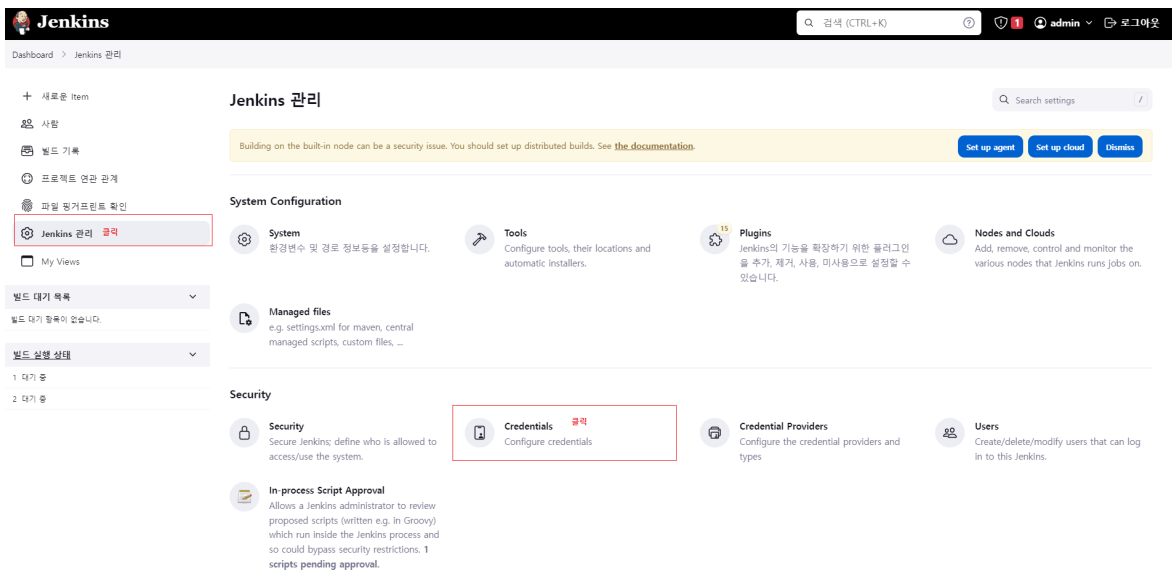 Jenkins
검색 (CTRL+K)
1
admin
로그아웃
Dashboard > Jenkins 관리
새로운 Item
사람
빌드 기록
프로젝트 연관 관계
파일 핑거프린트 확인
Jenkins 관리 클릭
My Views
빌드 대기 목록
빌드 대기 항목이 없습니다.
빌드 실행 상태
1 대기 중
2 대기 중
Jenkins 관리
Search settings /
Building on the built-in node can be a security issue. You should set up distributed builds. See the documentation.
Set up agent
Set up cloud
Dismiss
System Configuration
System
환경변수 및 경로 정보등을 설정합니다.
Tools
Configure tools, their locations and
automatic installers.
15
Plugins
Jenkins의 기능을 확장하기 위한 플러그인
을 추가, 제거, 사용, 미사용으로 설정할 수
있습니다.
Nodes and Clouds
Add, remove, control and monitor the
various nodes that Jenkins runs jobs on.
Managed files
e.g. settings.xml for maven, central
managed scripts, custom files, ...
Security
Security
Secure Jenkins; define who is allowed to
access/use the system.
Credentials 클릭
Configure credentials
Credential Providers
Configure the credential providers and
types
Users
Create/delete/modify users that can log
in to this Jenkins.
In-process Script Approval
Allows a Jenkins administrator to review
proposed scripts (written e.g. in Groovy)
which run inside the Jenkins process and
so could bypass security restrictions. 1
scripts pending approval.